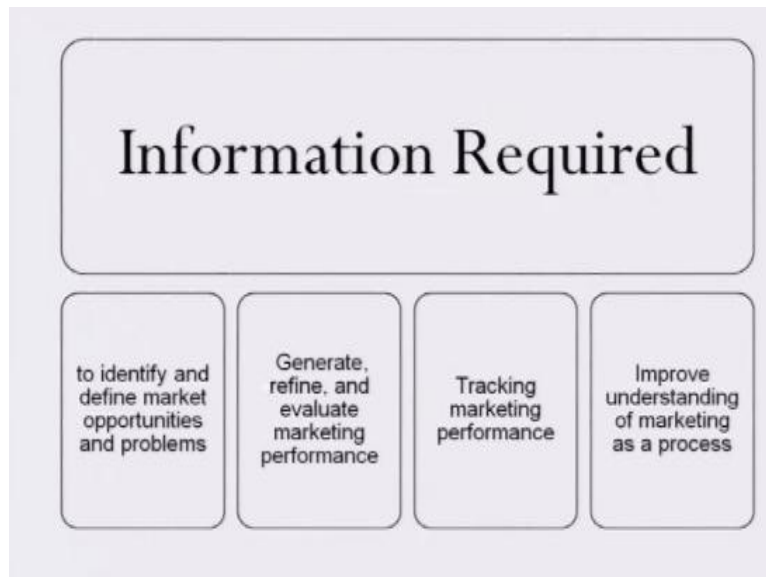 Information Required
to identify and
define market
opportunities
and problems
Generate,
refine, and
evaluate
marketing
performance
Tracking
marketing
performance
Improve
understanding
of marketing
as a process